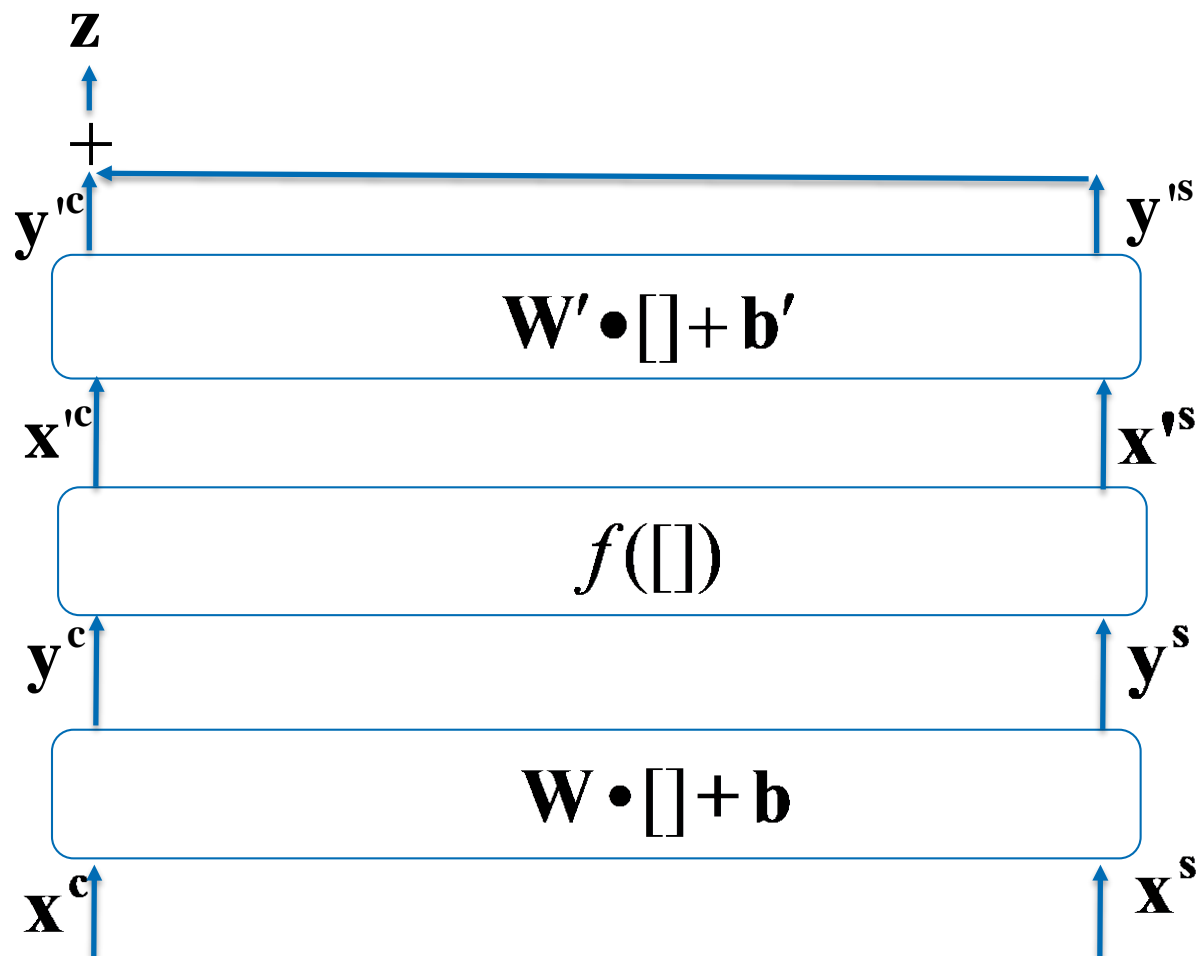 z
+
y'ᶜ y'ˢ
W′•[]+b′
x'ᶜ x'ˢ
f([])
yᶜ yˢ
W•[]+b
xᶜ xˢ